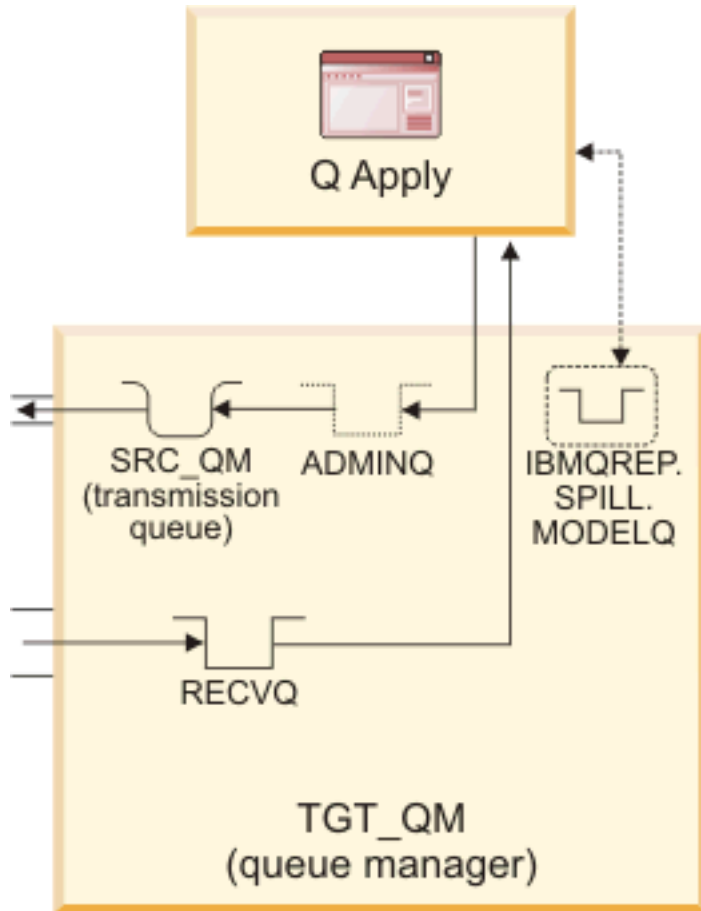 Q Apply
SRC_QM
(transmission
queue)
ADMINQ
IBMQREP.
SPILL.
MODELQ
RECVQ
TGT_QM
(queue manager)